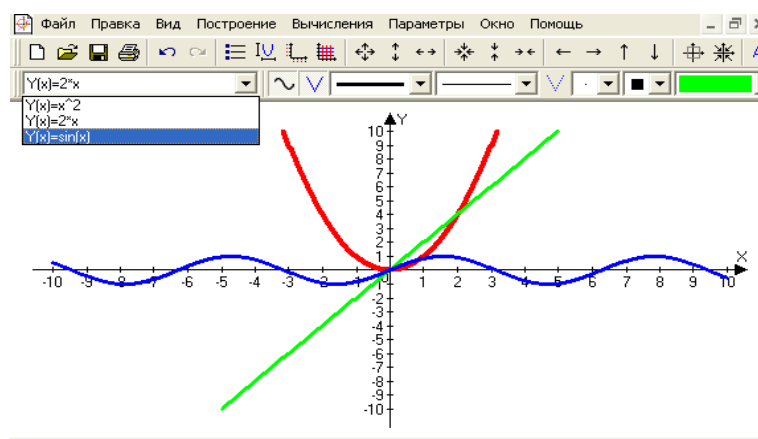 Файл Правка Вид Построение Вычисления Параметры Окно Помощь
Y(x)=2*x
Y(x)=x^2
Y(x)=2*x
Y(x)=sin(x)
Y
10
9
8
7
6
5
4
3
2
1
X
-10 -9 -8 -7 -6 -5 -4 -3 -2 -1 0 1 2 3 4 5 6 7 8 9 10
-1
-2
-3
-4
-5
-6
-7
-8
-9
-10